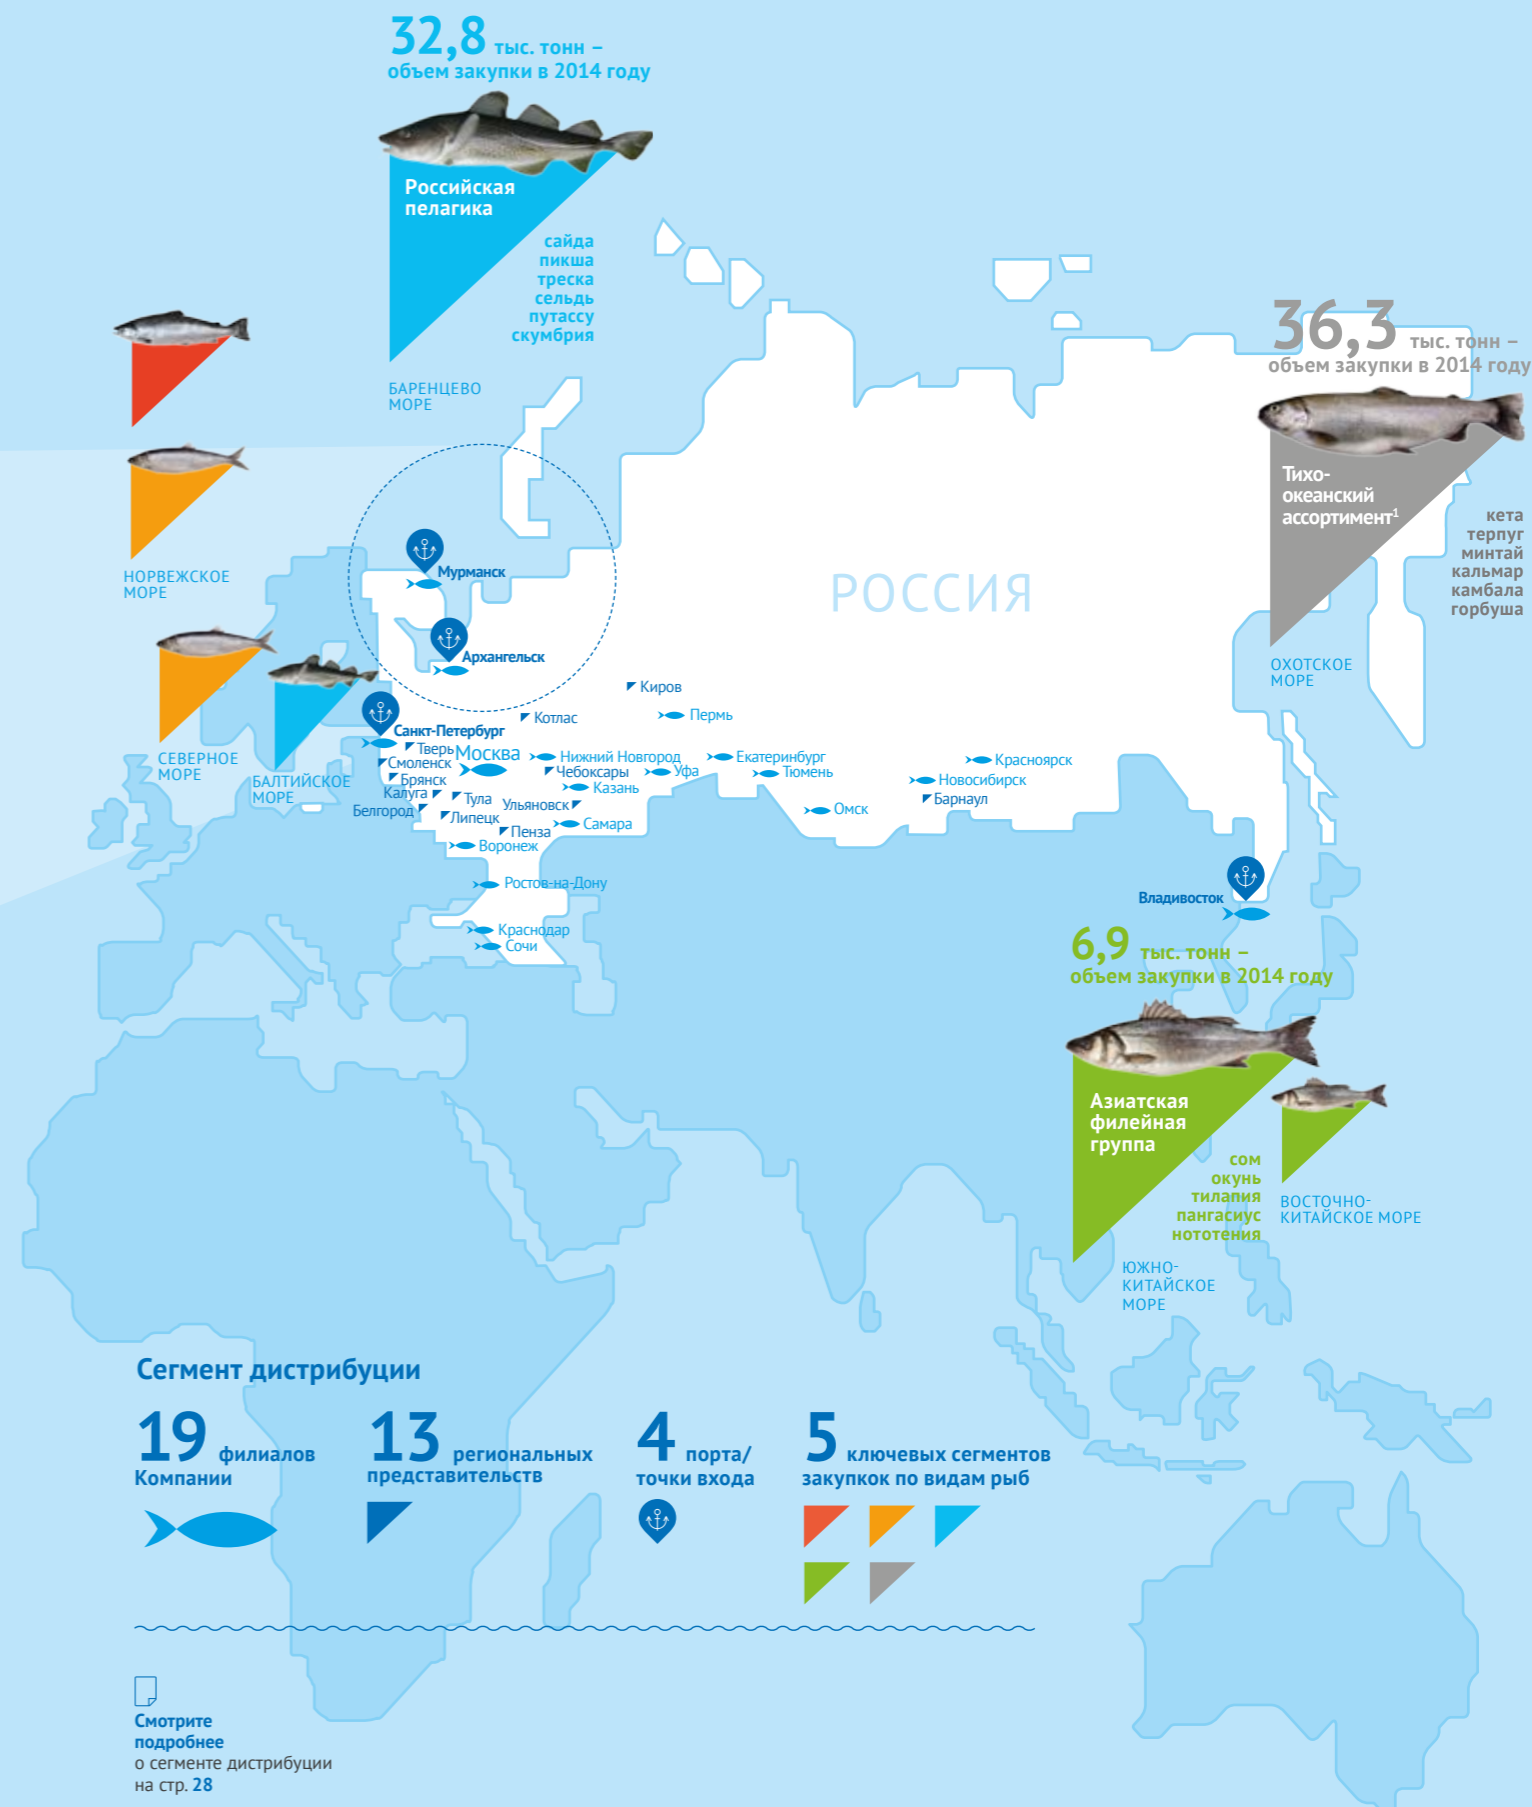 32,8 тыс. тонн –
объем закупки в 2014 году
Российская
пелагика
сайда
пикша
треска
сельдь
путассу
скумбрия
БАРЕНЦЕВО
МОРЕ
36,3 тыс. тонн –
объем закупки в 2014 году
Тихо-
океанский
ассортимент1
кета
терпуг
минтай
кальмар
камбала
горбуша
ОХОТСКОЕ
МОРЕ
НОРВЕЖСКОЕ
МОРЕ
СЕВЕРНОЕ
МОРЕ
БАЛТИЙСКОЕ
МОРЕ
РОССИЯ
Мурманск
Архангельск
Санкт-Петербург
Киров
Котлас
Пермь
Тверь
Москва
Смоленск
Нижний Новгород
Екатеринбург
Красноярск
Брянск
Чебоксары
Уфа
Тюмень
Новосибирск
Калуга
Тула
Казань
Барнаул
Белгород
Липецк
Ульяновск
Омск
Пенза
Самара
Воронеж
Ростов-на-Дону
Краснодар
Сочи
Владивосток
6,9 тыс. тонн –
объем закупки в 2014 году
Азиатская
филейная
группа
сом
окунь
тилапия
пангасиус
нототения
ВОСТОЧНО-
КИТАЙСКОЕ МОРЕ
ЮЖНО-
КИТАЙСКОЕ
МОРЕ
Сегмент дистрибуции
19 филиалов
Компании
13 региональных
представительств
4 порта/
точки входа
5 ключевых сегментов
закупкок по видам рыб
Смотрите
подробнее
о сегменте дистрибуции
на стр. 28